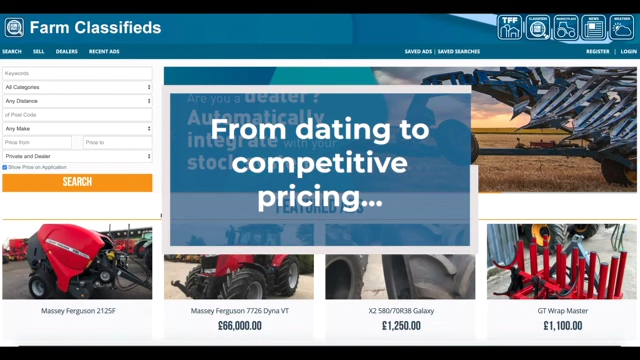 Farm Classifieds
TFF CLASSIFIEDS MARKETPLACE NEWS WEATHER
SEARCH SELL DEALERS RECENT ADS SAVED ADS | SAVED SEARCHES REGISTER | LOGIN
Keywords
All Categories
Any Distance
of Post Code
Any Make
Price from Price to
Private and Dealer
Show Price on Application
SEARCH
Are you a dealer?
Automatically
integrate with your
stock
From dating to
competitive
pricing...
FEATURED ADS
Massey Ferguson 2125F
Massey Ferguson 7726 Dyna VT
£66,000.00
X2 580/70R38 Galaxy
£1,250.00
GT Wrap Master
£1,100.00